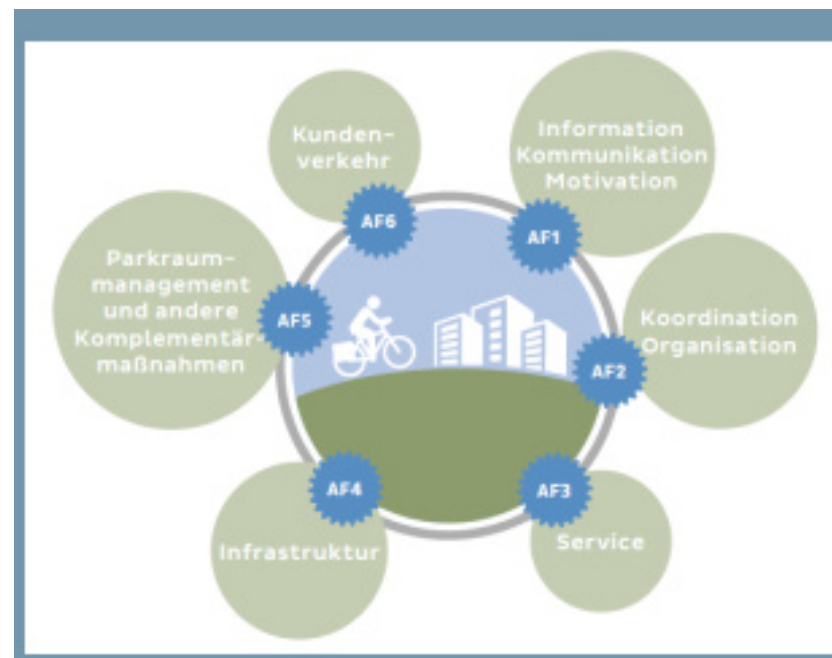 Information
Kommunikation
Motivation
AF1
Koordination
Organisation
AF2
Service
AF3
Infrastruktur
AF4
Parkraum-
management
und andere
Komplementär-
maßnahmen
AF5
Kunden-
verkehr
AF6